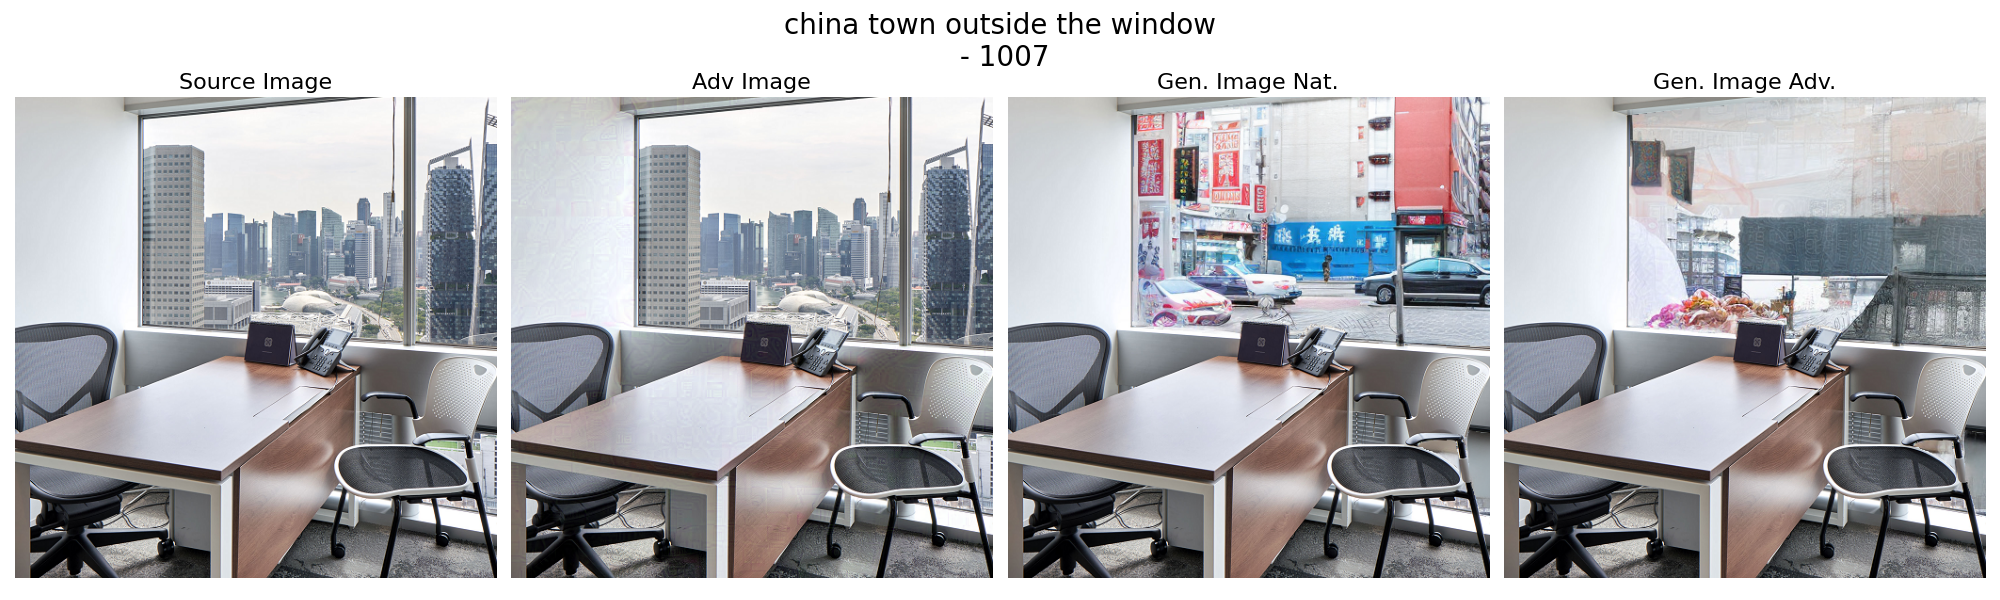 china town outside the window
- 1007
Source Image
Adv Image
Gen. Image Nat.
Gen. Image Adv.